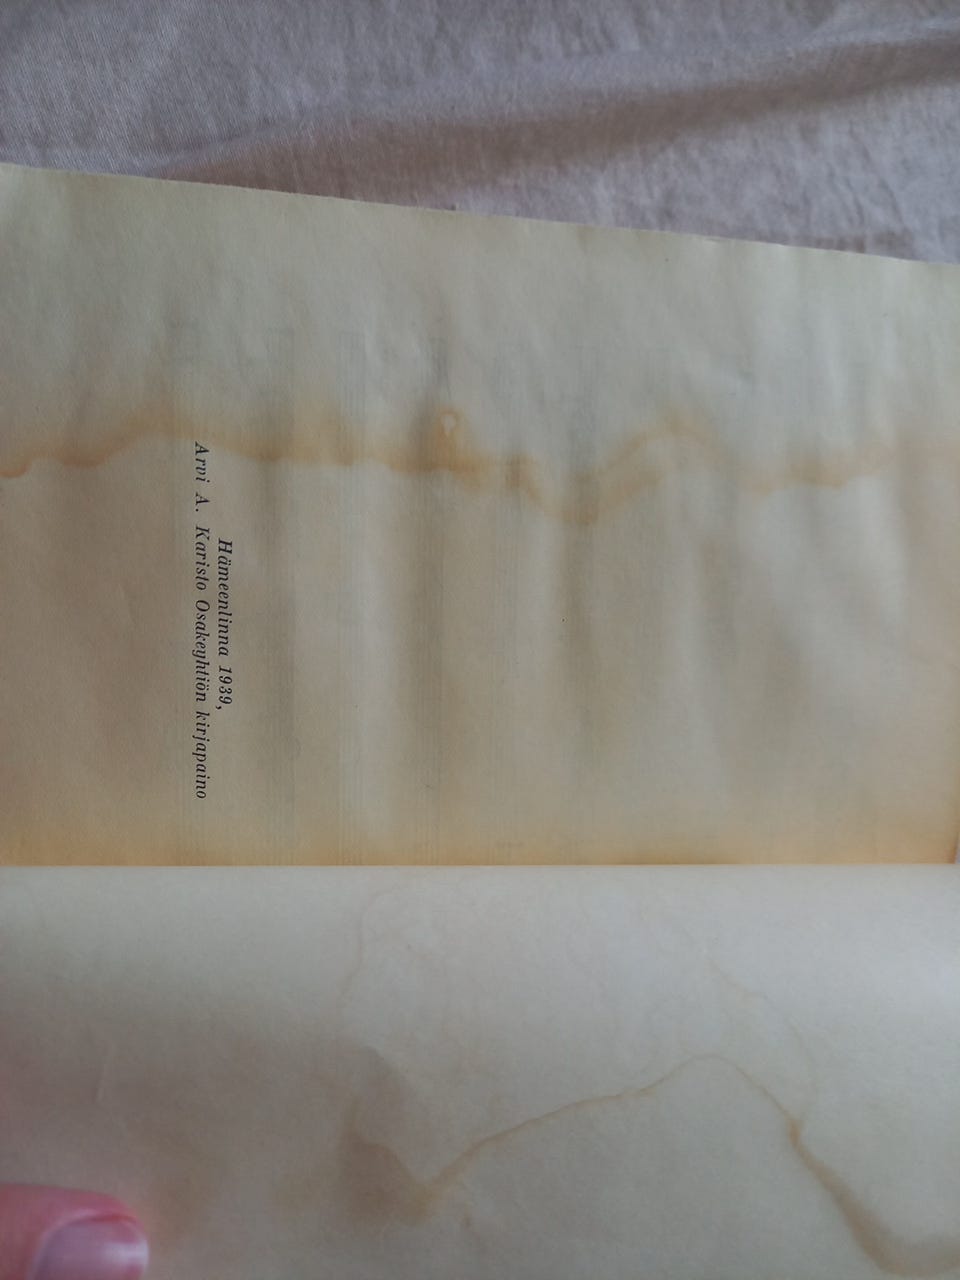 Hämeenlinna 1939,
Arvi A. Karisto Osakeyhtiön kirjapaino